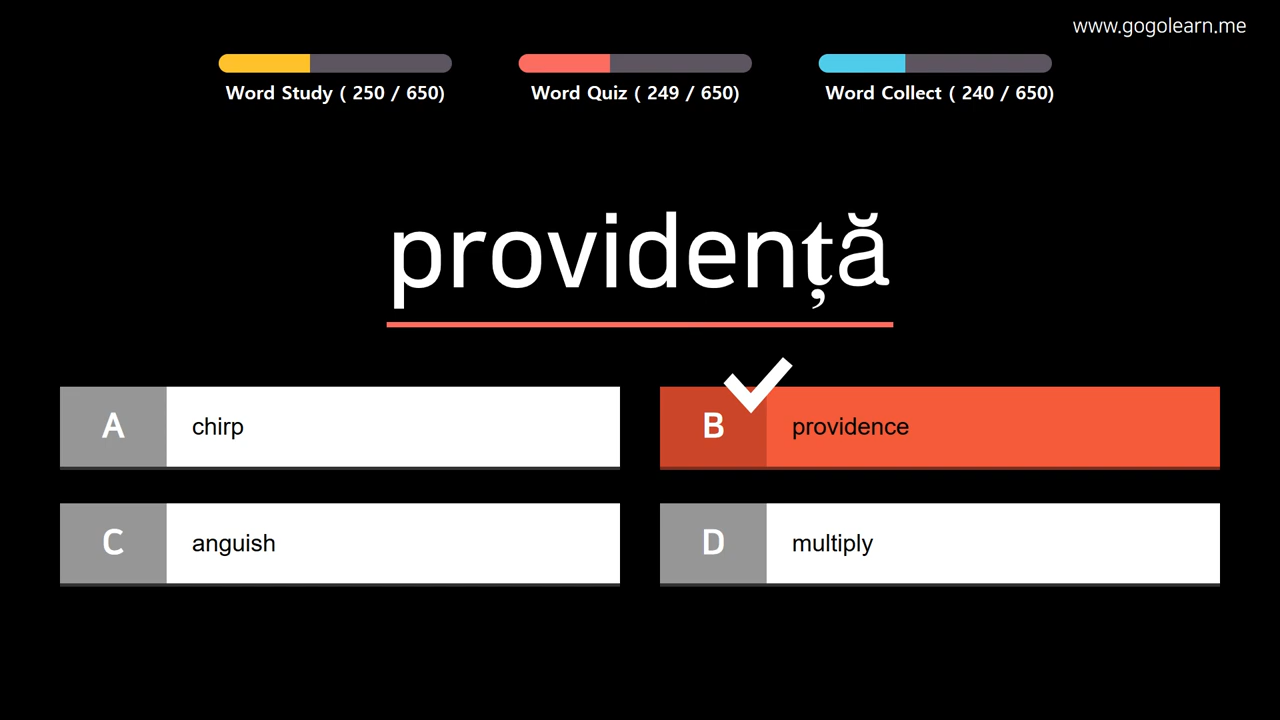 www.gogolearn.me
Word Study ( 250 / 650)
Word Quiz ( 249 / 650)
Word Collect ( 240 / 650)
providență
A chirp
B providence
C anguish
D multiply